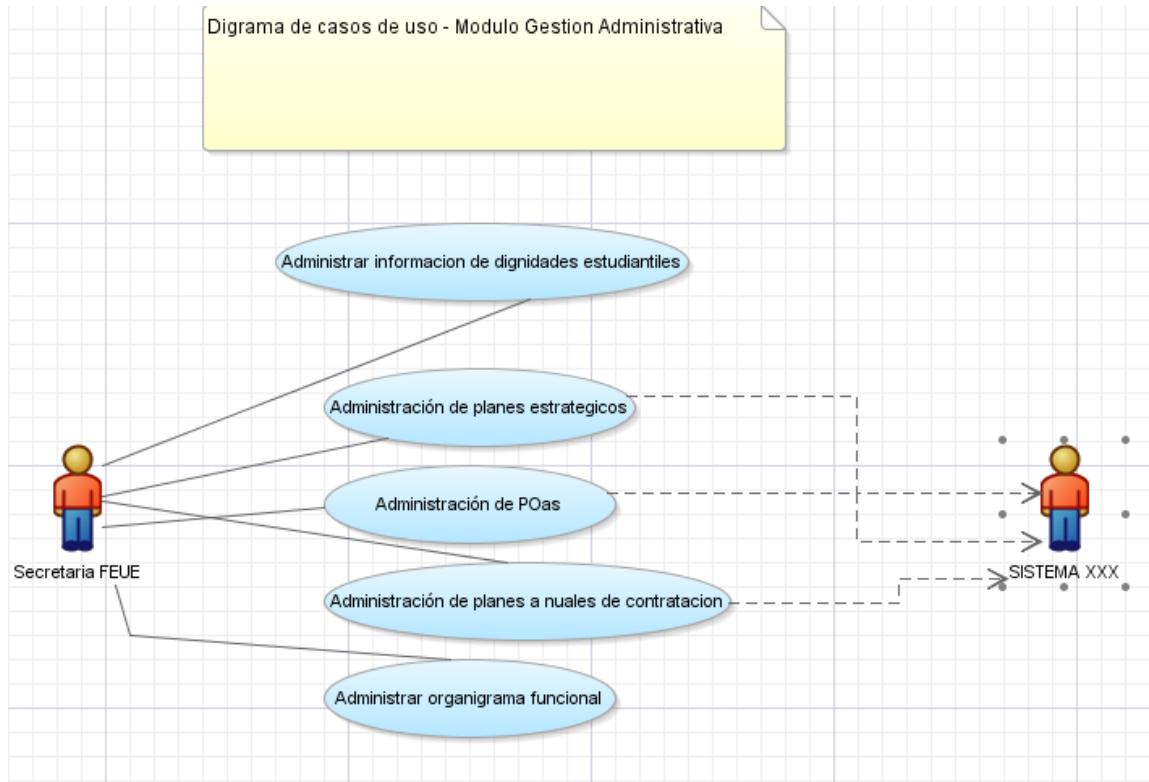 Digrama de casos de uso - Modulo Gestion Administrativa
Administrar informacion de dignidades estudiantiles
Administración de planes estrategicos
Administración de POas
Secretaria FEUE
SISTEMA XXX
Administración de planes a nuales de contratacion
Administrar organigrama funcional